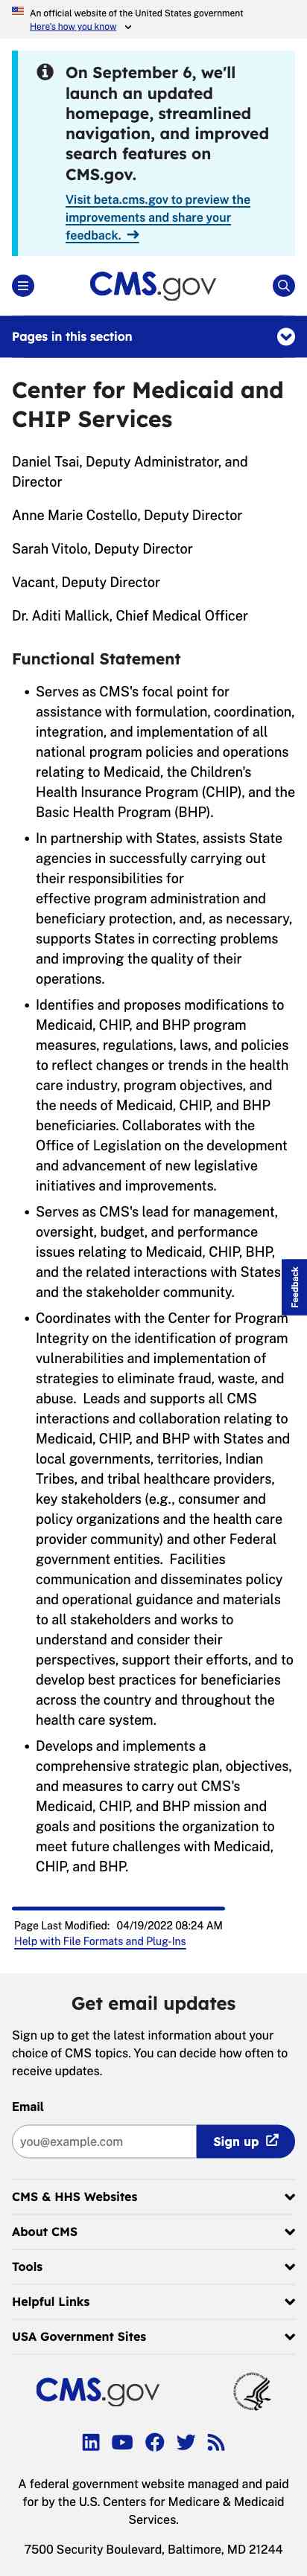 An official website of the United States government
Here's how you know
On September 6, we'll
launch an updated
homepage, streamlined
navigation, and improved
search features on
CMS.gov.
Visit beta.cms.gov to preview the
improvements and share your
feedback. →
CMS.gov
Pages in this section
Center for Medicaid and
CHIP Services
Daniel Tsai, Deputy Administrator, and
Director
Anne Marie Costello, Deputy Director
Sarah Vitolo, Deputy Director
Vacant, Deputy Director
Dr. Aditi Mallick, Chief Medical Officer
Functional Statement
• Serves as CMS's focal point for
assistance with formulation, coordination,
integration, and implementation of all
national program policies and operations
relating to Medicaid, the Children's
Health Insurance Program (CHIP), and the
Basic Health Program (BHP).
• In partnership with States, assists State
agencies in successfully carrying out
their responsibilities for
effective program administration and
beneficiary protection, and, as necessary,
supports States in correcting problems
and improving the quality of their
operations.
• Identifies and proposes modifications to
Medicaid, CHIP, and BHP program
measures, regulations, laws, and policies
to reflect changes or trends in the health
care industry, program objectives, and
the needs of Medicaid, CHIP, and BHP
beneficiaries. Collaborates with the
Office of Legislation on the development
and advancement of new legislative
initiatives and improvements.
• Serves as CMS's lead for management,
oversight, budget, and performance
issues relating to Medicaid, CHIP, BHP,
and the related interactions with States
and the stakeholder community.
Feedback
• Coordinates with the Center for Program
Integrity on the identification of program
vulnerabilities and implementation of
strategies to eliminate fraud, waste, and
abuse.  Leads and supports all CMS
interactions and collaboration relating to
Medicaid, CHIP, and BHP with States and
local governments, territories, Indian
Tribes, and tribal healthcare providers,
key stakeholders (e.g., consumer and
policy organizations and the health care
provider community) and other Federal
government entities.  Facilities
communication and disseminates policy
and operational guidance and materials
to all stakeholders and works to
understand and consider their
perspectives, support their efforts, and to
develop best practices for beneficiaries
across the country and throughout the
health care system.
• Develops and implements a
comprehensive strategic plan, objectives,
and measures to carry out CMS's
Medicaid, CHIP, and BHP mission and
goals and positions the organization to
meet future challenges with Medicaid,
CHIP, and BHP.
Page Last Modified:  04/19/2022 08:24 AM
Help with File Formats and Plug-Ins
Get email updates
Sign up to get the latest information about your
choice of CMS topics. You can decide how often to
receive updates.
Email
you@example.com
Sign up
CMS & HHS Websites
About CMS
Tools
Helpful Links
USA Government Sites
CMS.gov
A federal government website managed and paid
for by the U.S. Centers for Medicare & Medicaid
Services.
7500 Security Boulevard, Baltimore, MD 21244